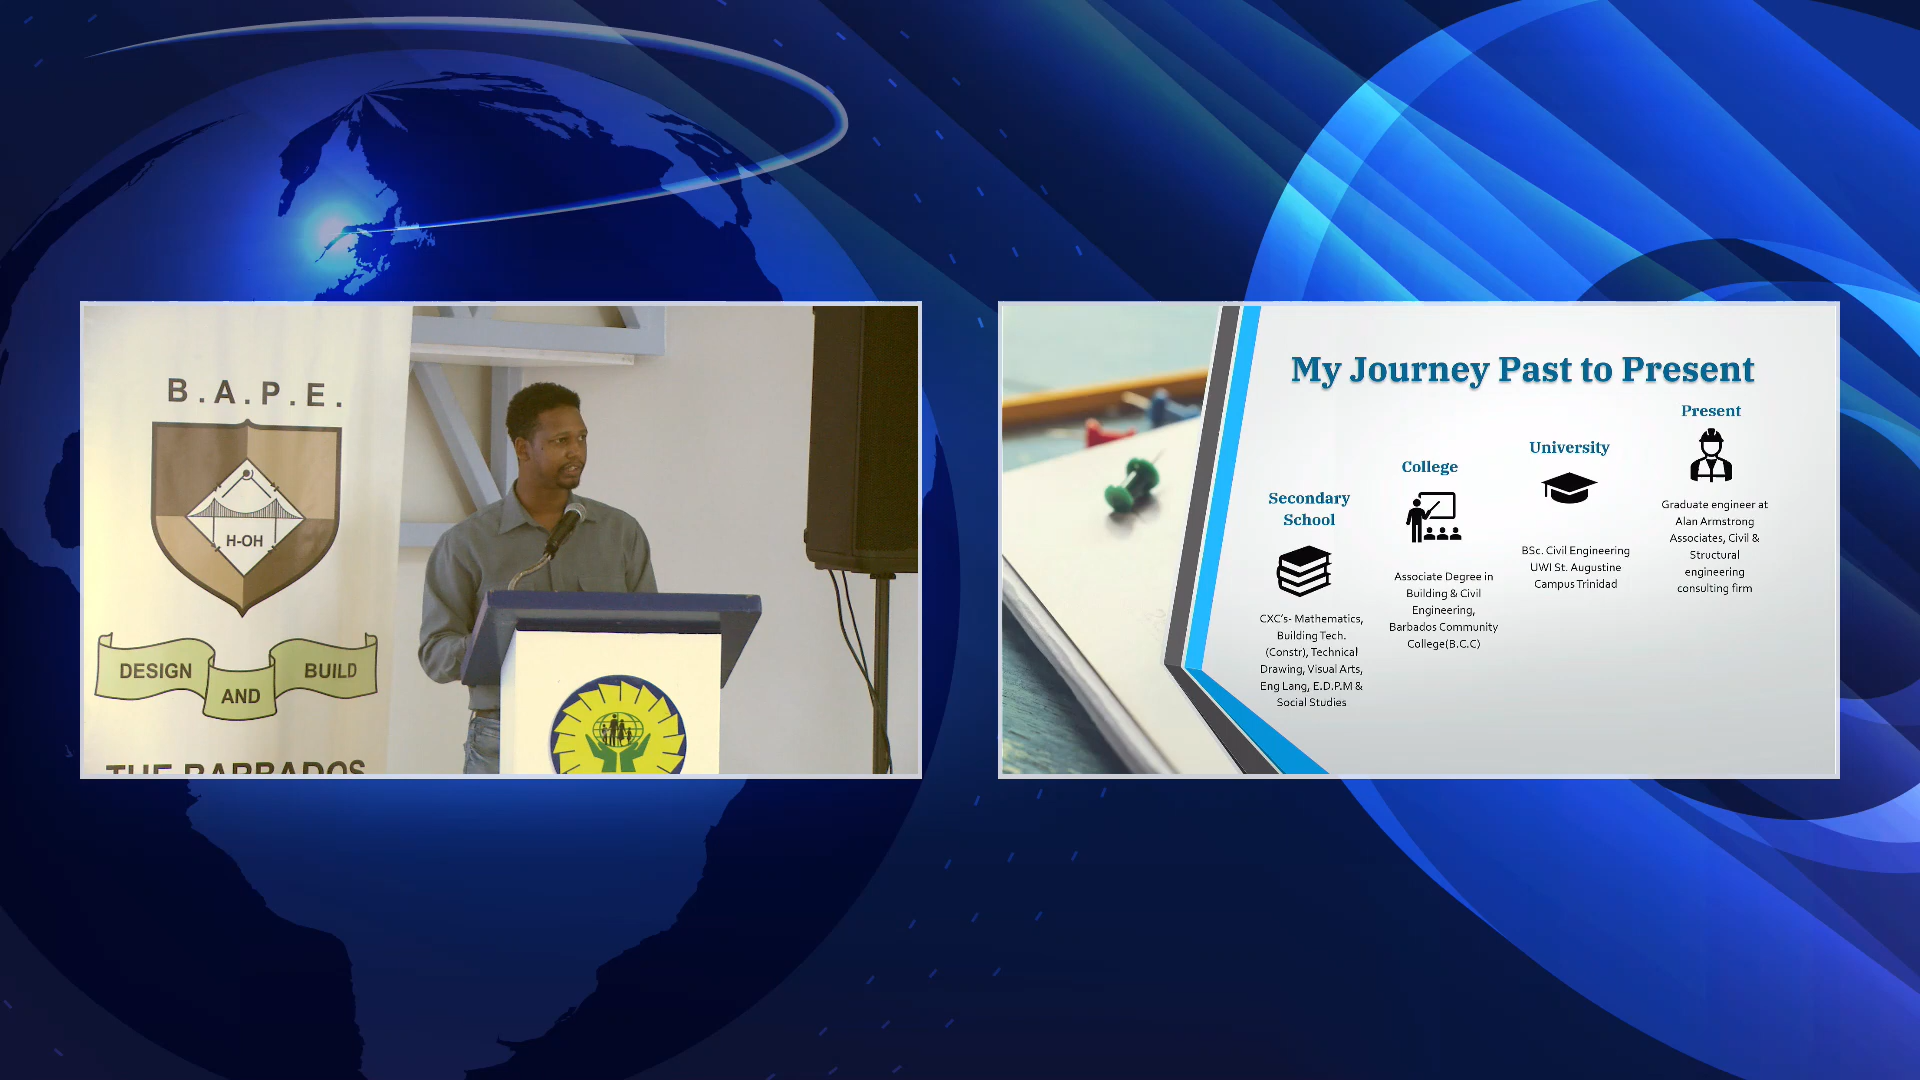 B.A.P.E.
H-OH
DESIGN
AND
BUILD
THE BARBADOS
My Journey Past to Present
Secondary
School
CXC's- Mathematics,
Building Tech.
(Constr), Technical
Drawing, Visual Arts,
Eng Lang, E.D.P.M &
Social Studies
College
Associate Degree in
Building & Civil
Engineering,
Barbados Community
College(B.C.C)
University
BSc. Civil Engineering
UWI St. Augustine
Campus Trinidad
Present
Graduate engineer at
Alan Armstrong
Associates, Civil &
Structural
engineering
consulting firm